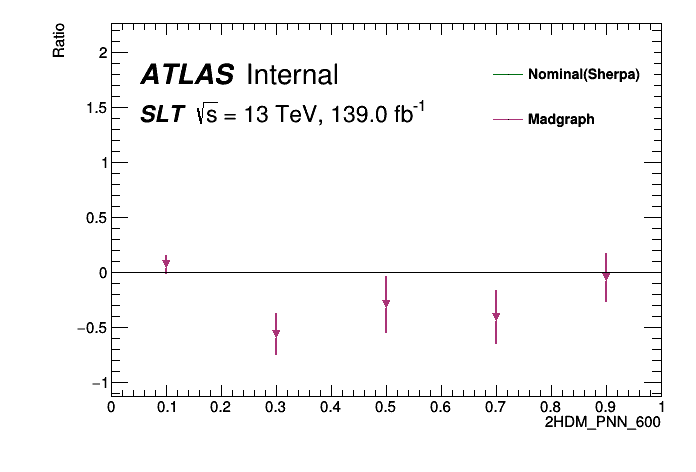 Ratio
2
1.5
1
0.5
0
−0.5
−1
ATLAS Internal
SLT √s = 13 TeV, 139.0 fb-1
Nominal(Sherpa)
Madgraph
0 0.1 0.2 0.3 0.4 0.5 0.6 0.7 0.8 0.9 1
2HDM_PNN_600